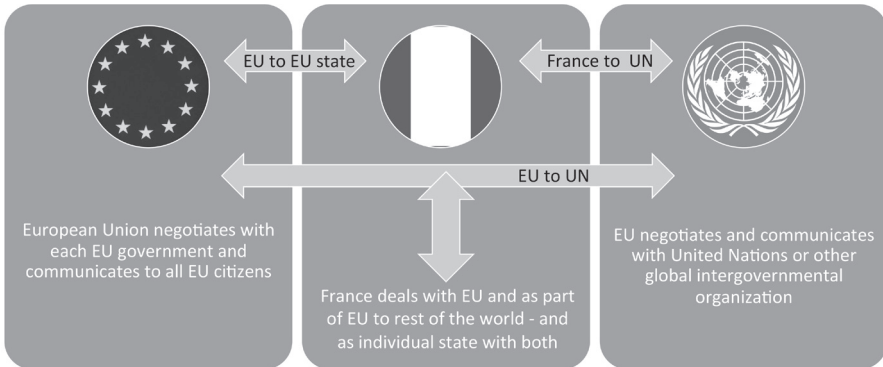 EU to EU state
France to UN
EU to UN
European Union negotiates with
each EU government and
communicates to all EU citizens
France deals with EU and as part
of EU to rest of the world - and
as individual state with both
EU negotiates and communicates
with United Nations or other
global intergovernmental
organization